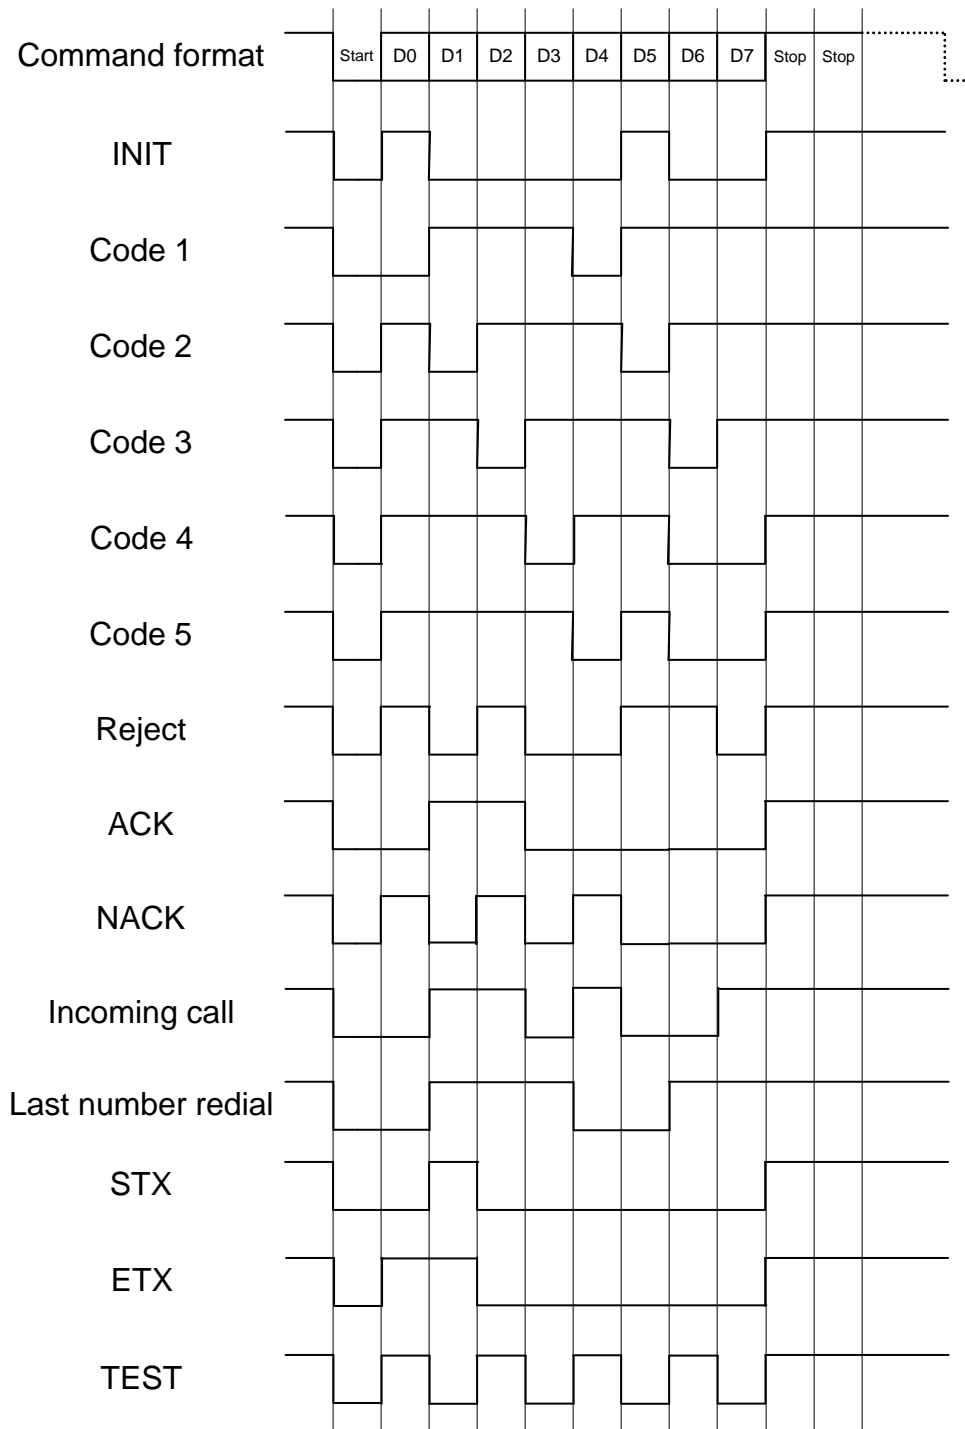 Command format Start D0 D1 D2 D3 D4 D5 D6 D7 Stop Stop
INIT
Code 1
Code 2
Code 3
Code 4
Code 5
Reject
ACK
NACK
Incoming call
Last number redial
STX
ETX
TEST